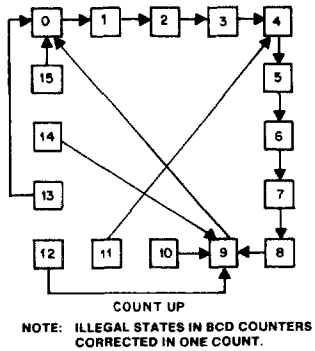 0 1 2 3 4
15 5
14 6
13 7
12 11 10 9 8
COUNT UP
NOTE: ILLEGAL STATES IN BCD COUNTERS
CORRECTED IN ONE COUNT.